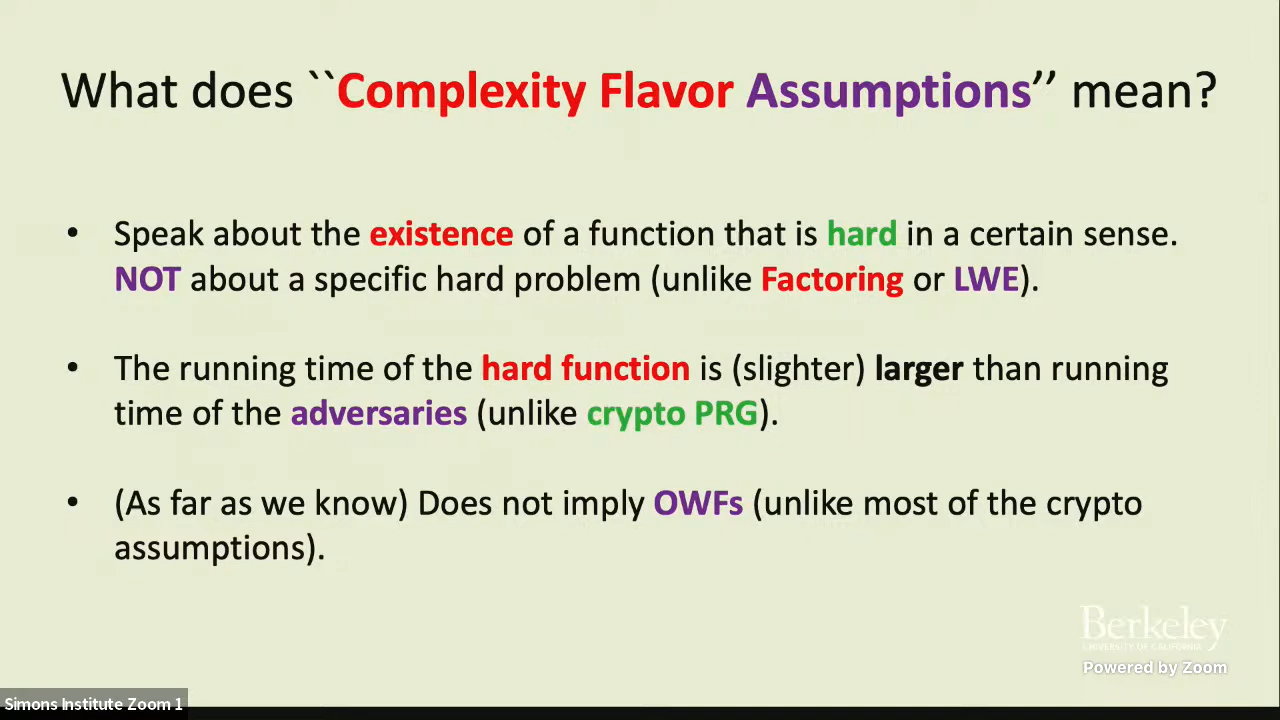 What does ``Complexity Flavor Assumptions’’ mean?
• Speak about the existence of a function that is hard in a certain sense.
NOT about a specific hard problem (unlike Factoring or LWE).
• The running time of the hard function is (slighter) larger than running
time of the adversaries (unlike crypto PRG).
• (As far as we know) Does not imply OWFs (unlike most of the crypto
assumptions).
Berkeley
UNIVERSITY OF CALIFORNIA
Powered by Zoom
Simons Institute Zoom 1